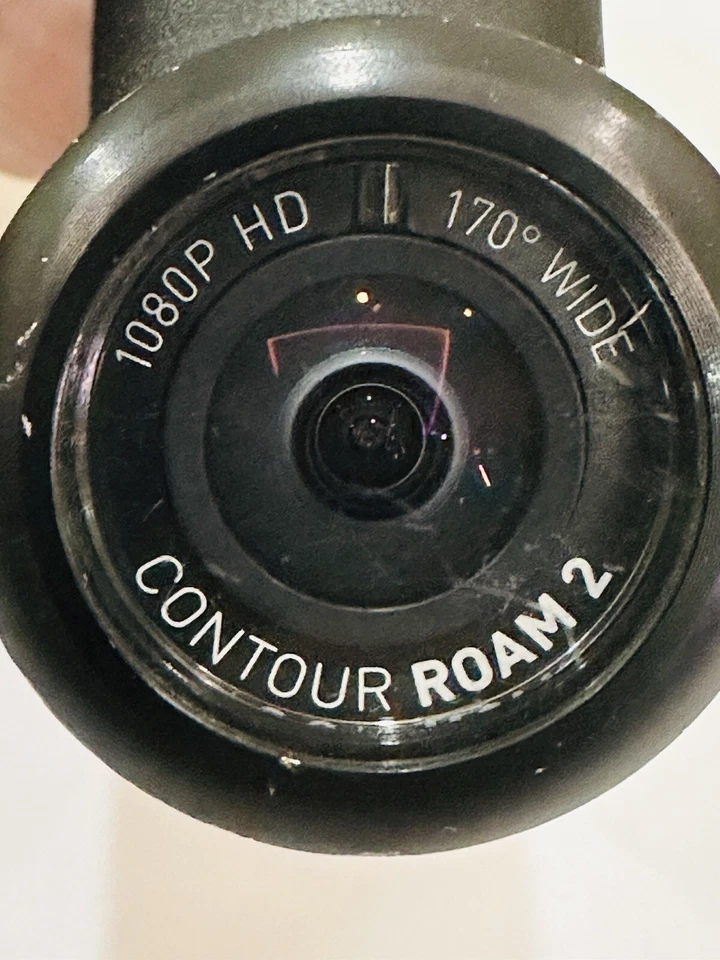 1080P HD
170° WIDE
CONTOUR ROAM 2